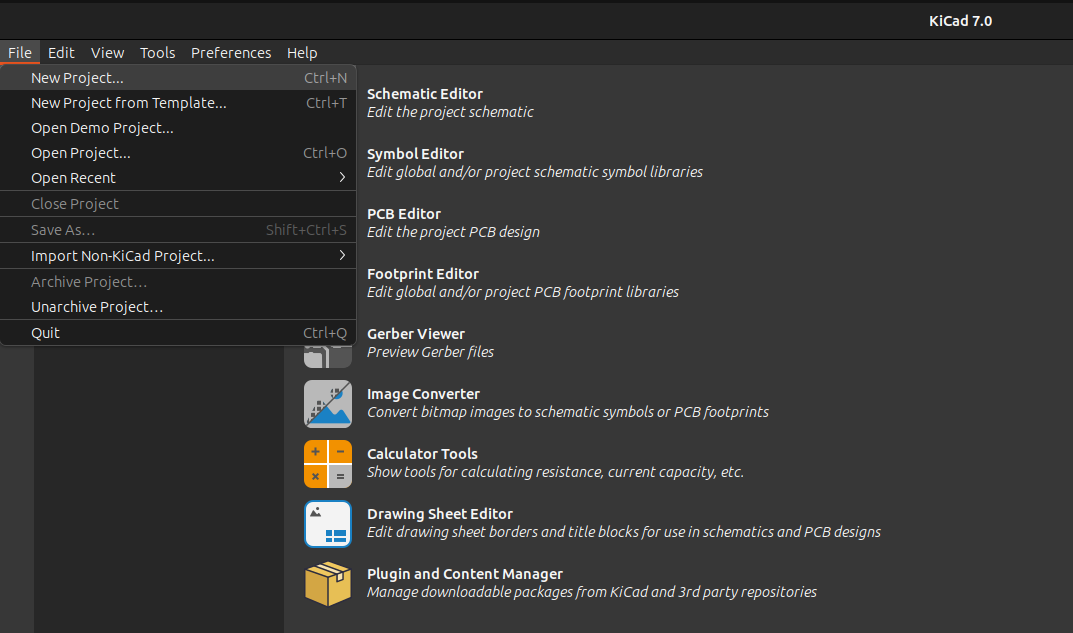 KiCad 7.0
File Edit View Tools Preferences Help
New Project... Ctrl+N
New Project from Template... Ctrl+T
Open Demo Project...
Open Project... Ctrl+O
Open Recent
Close Project
Save As... Shift+Ctrl+S
Import Non-KiCad Project...
Archive Project...
Unarchive Project...
Quit Ctrl+Q
Schematic Editor
Edit the project schematic
Symbol Editor
Edit global and/or project schematic symbol libraries
PCB Editor
Edit the project PCB design
Footprint Editor
Edit global and/or project PCB footprint libraries
Gerber Viewer
Preview Gerber files
Image Converter
Convert bitmap images to schematic symbols or PCB footprints
Calculator Tools
Show tools for calculating resistance, current capacity, etc.
Drawing Sheet Editor
Edit drawing sheet borders and title blocks for use in schematics and PCB designs
Plugin and Content Manager
Manage downloadable packages from KiCad and 3rd party repositories